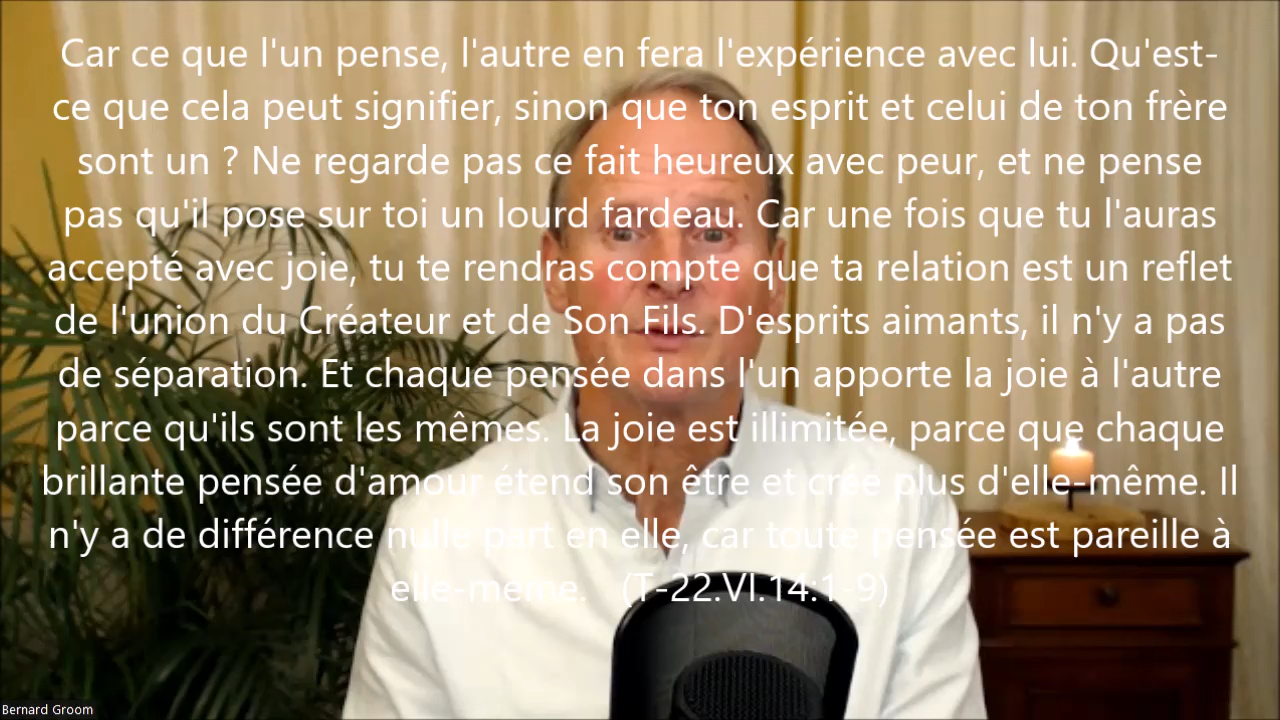 Car ce que l'un pense, l'autre en fera l'expérience avec lui. Qu'est-
ce que cela peut signifier, sinon que ton esprit et celui de ton frère
sont un ? Ne regarde pas ce fait heureux avec peur, et ne pense
pas qu'il pose sur toi un lourd fardeau. Car une fois que tu l'auras
accepté avec joie, tu te rendras compte que ta relation est un reflet
de l'union du Créateur et de Son Fils. D'esprits aimants, il n'y a pas
de séparation. Et chaque pensée dans l'un apporte la joie à l'autre
parce qu'ils sont les mêmes. La joie est illimitée, parce que chaque
brillante pensée d'amour étend son être et crée plus d'elle-même. Il
n'y a de différence nulle part en elle, car toute pensée est pareille à
elle-même. (T-22.VI.14:1-9)
Bernard Groom